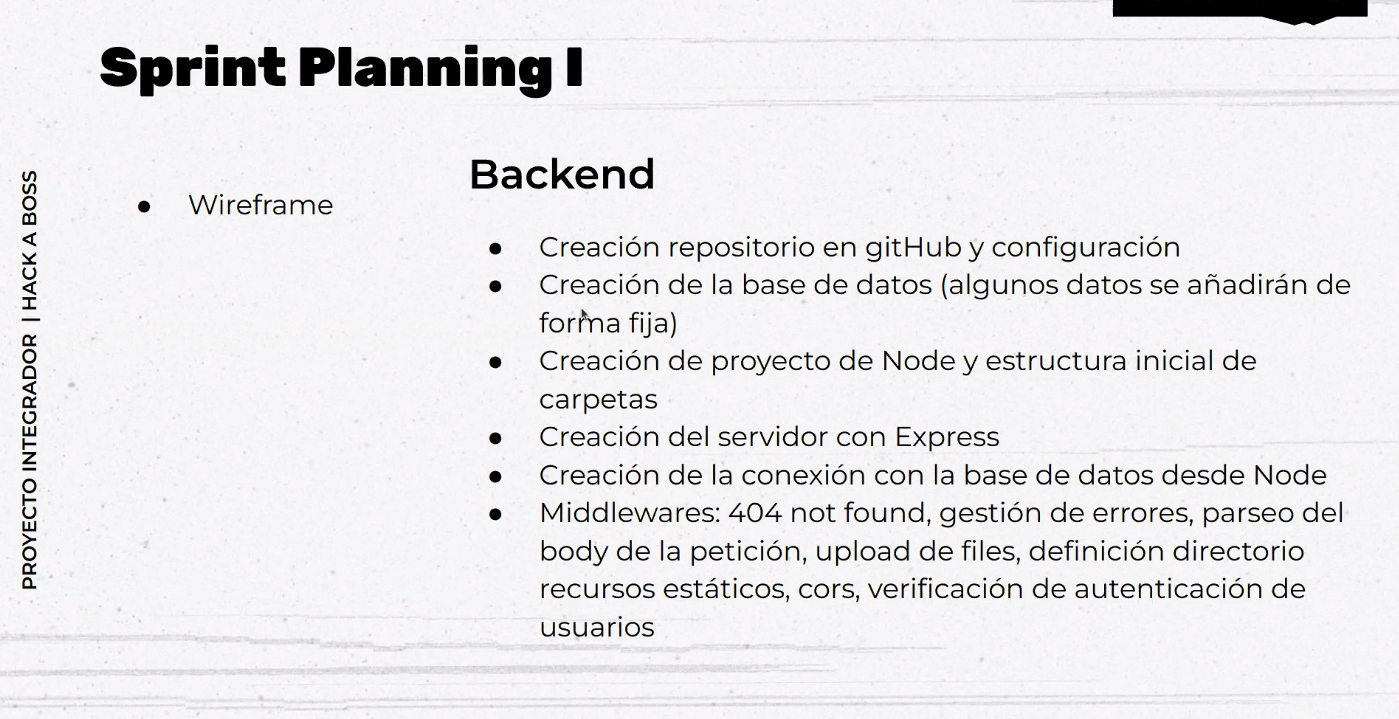 Sprint Planning I
PROYECTO INTEGRADOR | HACK A BOSS
● Wireframe
Backend
● Creación repositorio en gitHub y configuración
● Creación de la base de datos (algunos datos se añadirán de
forma fija)
● Creación de proyecto de Node y estructura inicial de
carpetas
● Creación del servidor con Express
● Creación de la conexión con la base de datos desde Node
● Middlewares: 404 not found, gestión de errores, parseo del
body de la petición, upload de files, definición directorio
recursos estáticos, cors, verificación de autenticación de
usuarios